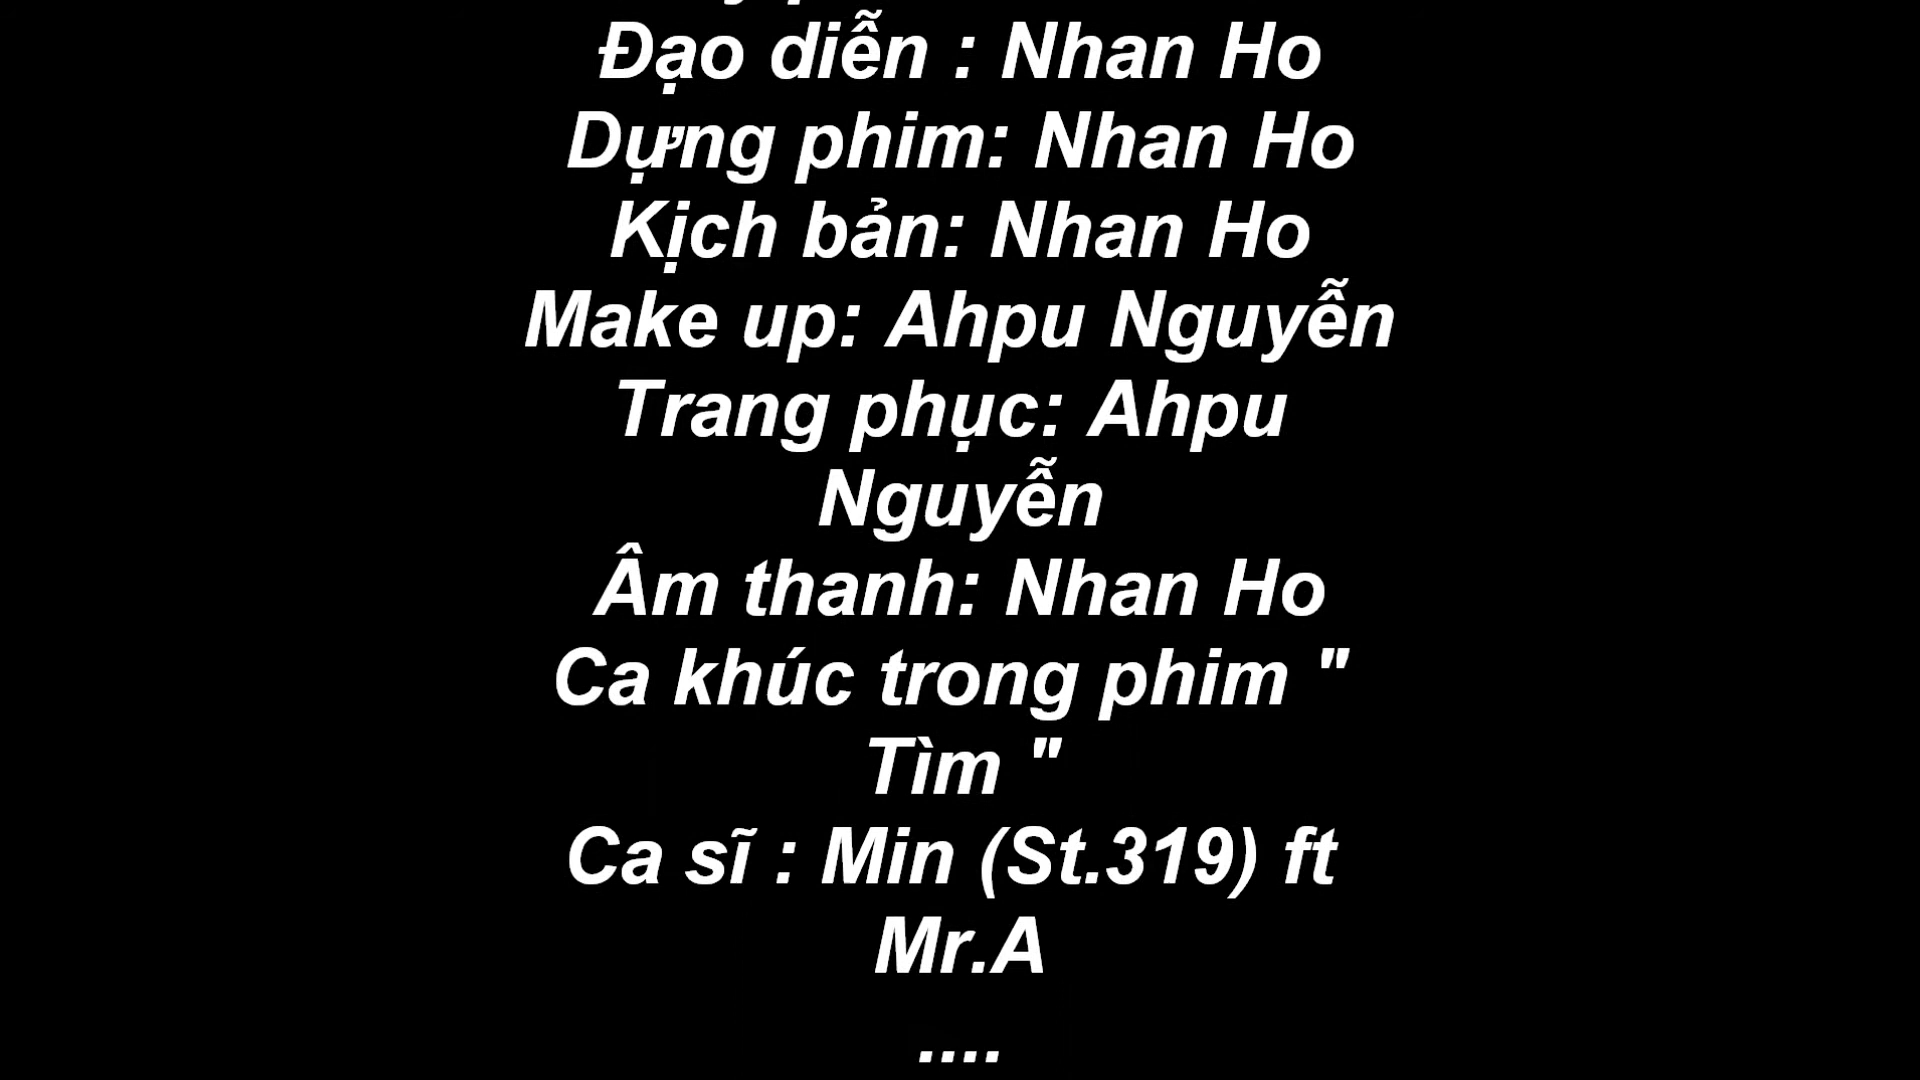 Đạo diễn : Nhan Ho
Dựng phim: Nhan Ho
Kịch bản: Nhan Ho
Make up: Ahpu Nguyễn
Trang phục: Ahpu
Nguyễn
Âm thanh: Nhan Ho
Ca khúc trong phim "
Tìm "
Ca sĩ : Min (St.319) ft
Mr.A
....